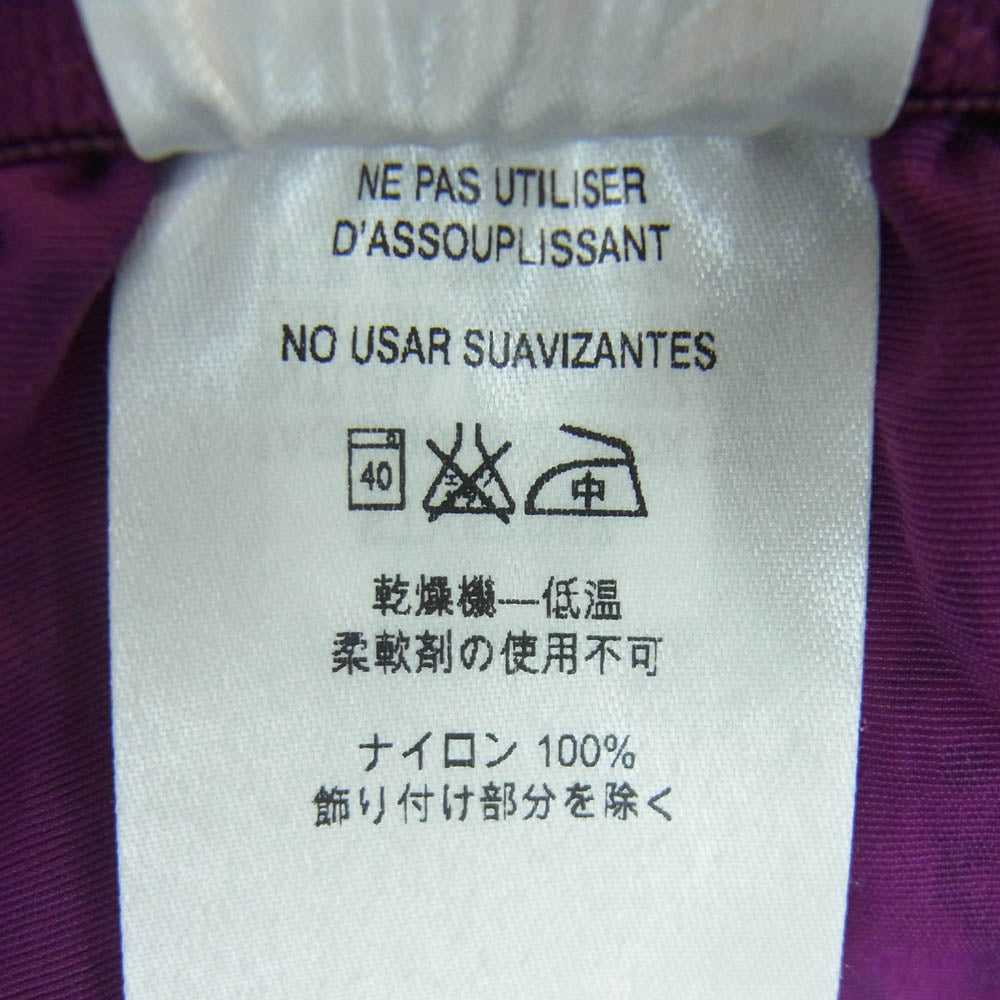 NE PAS UTILISER
D'ASSOUPLISSANT
NO USAR SUAVIZANTES
40 中
乾燥機—低温
柔軟剤の使用不可
ナイロン 100%
飾り付け部分を除く